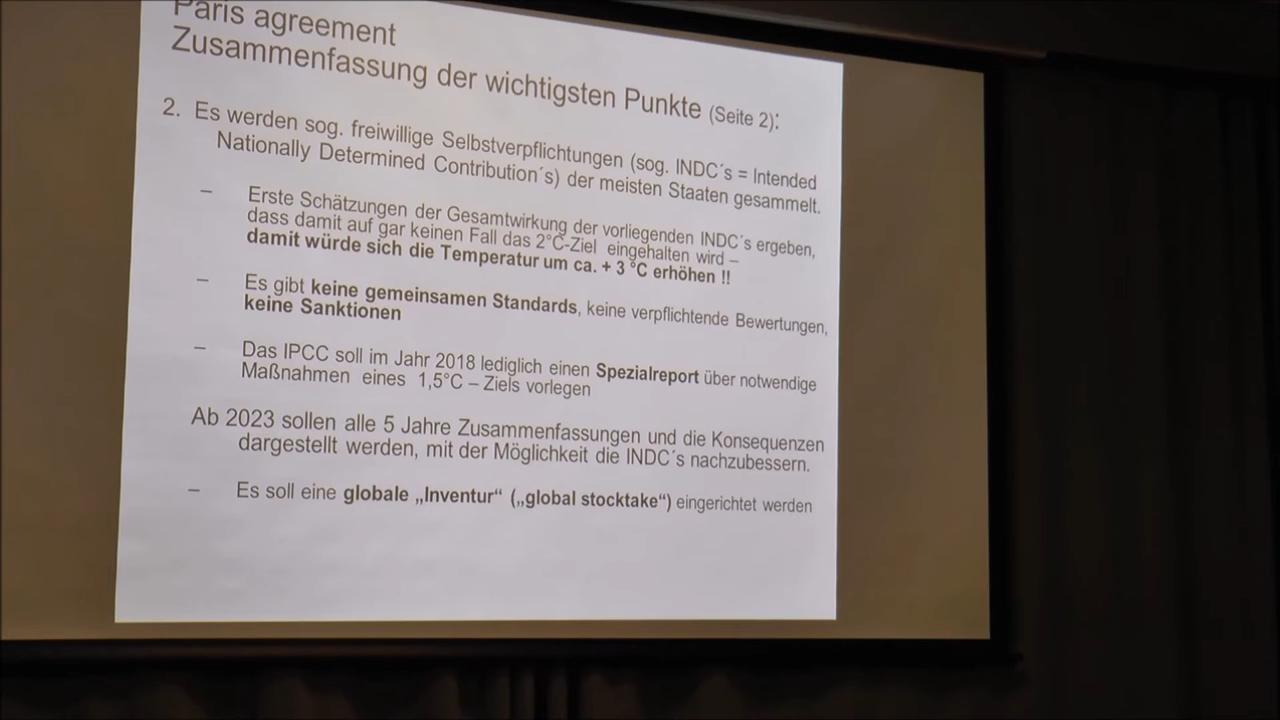 Paris agreement
Zusammenfassung der wichtigsten Punkte (Seite 2):
2. Es werden sog. freiwillige Selbstverpflichtungen (sog. INDC´s = Intended
Nationally Determined Contribution´s) der meisten Staaten gesammelt.
– Erste Schätzungen der Gesamtwirkung der vorliegenden INDC´s ergeben,
dass damit auf gar keinen Fall das 2°C-Ziel eingehalten wird –
damit würde sich die Temperatur um ca. + 3 °C erhöhen !!
– Es gibt keine gemeinsamen Standards, keine verpflichtende Bewertungen,
keine Sanktionen
– Das IPCC soll im Jahr 2018 lediglich einen Spezialreport über notwendige
Maßnahmen eines 1,5°C – Ziels vorlegen
Ab 2023 sollen alle 5 Jahre Zusammenfassungen und die Konsequenzen
dargestellt werden, mit der Möglichkeit die INDC´s nachzubessern.
– Es soll eine globale „Inventur“ („global stocktake“) eingerichtet werden